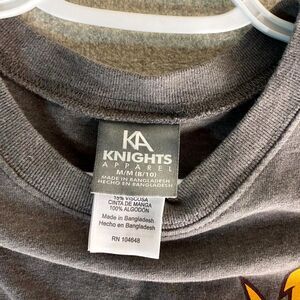 KA
KNIGHTS
APPAREL
M/M (8/10)
MADE IN BANGLADESH
HECHO EN BANGLADESH
15% VISCOSA
CINTA DE MANGA
100% ALGODON
Made in Bangladesh
Hecho en Bangladesh
RN 104648